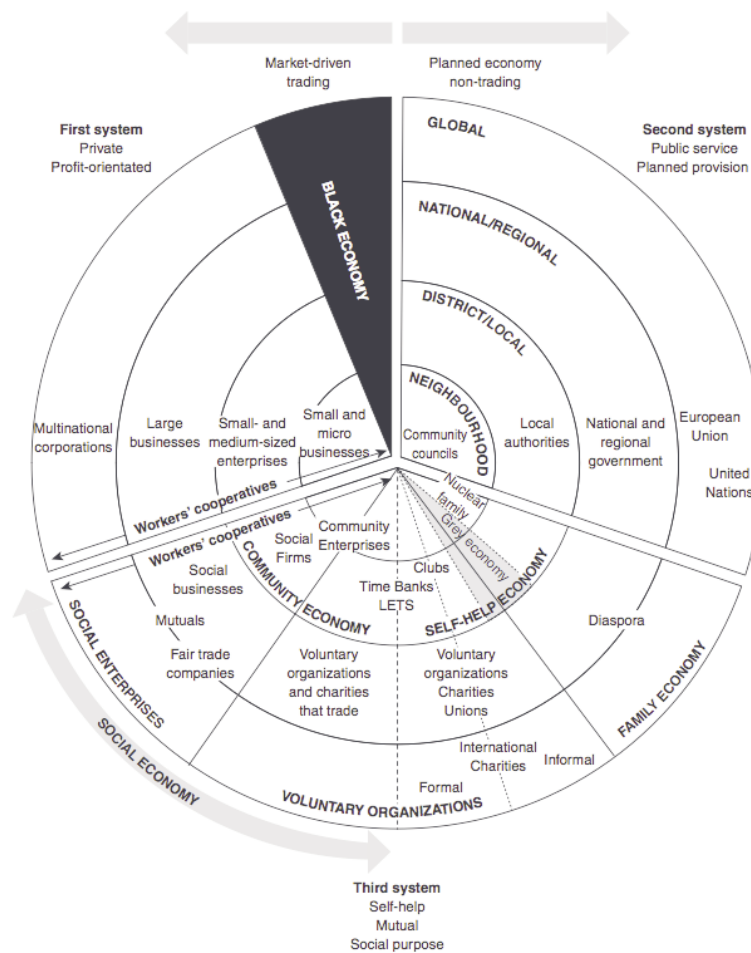 Market-driven
trading
Planned economy
non-trading
First system
Private
Profit-orientated
Second system
Public service
Planned provision
GLOBAL
NATIONAL/REGIONAL
DISTRICT/LOCAL
NEIGHBOURHOOD
BLACK ECONOMY
Multinational
corporations
Large
businesses
Small- and
medium-sized
enterprises
Small and
micro
businesses
Community
councils
Local
authorities
National and
regional
government
European
Union
United
Nations
Workers' cooperatives
Workers' cooperatives
Nuclear
family
Grey economy
Social
Firms
Community
Enterprises
Social
businesses
COMMUNITY ECONOMY
Clubs
Time Banks
LETS
SELF-HELP ECONOMY
Mutuals
Fair trade
companies
Voluntary
organizations
and charities
that trade
Voluntary
organizations
Charities
Unions
Diaspora
SOCIAL ENTERPRISES
FAMILY ECONOMY
SOCIAL ECONOMY
International
Charities
Informal
Formal
VOLUNTARY ORGANIZATIONS
Third system
Self-help
Mutual
Social purpose